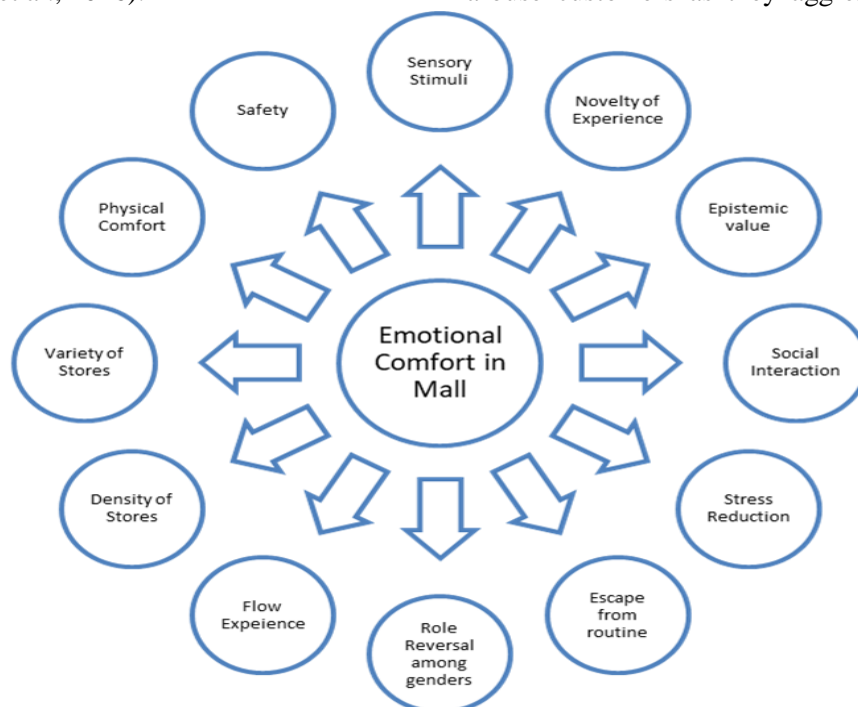 Sensory
Stimuli
Novelty of
Experience
Epistemic
value
Social
Interaction
Stress
Reduction
Escape
from
routine
Role
Reversal
among
genders
Flow
Expeience
Density of
Stores
Variety of
Stores
Physical
Comfort
Safety
Emotional
Comfort in
Mall